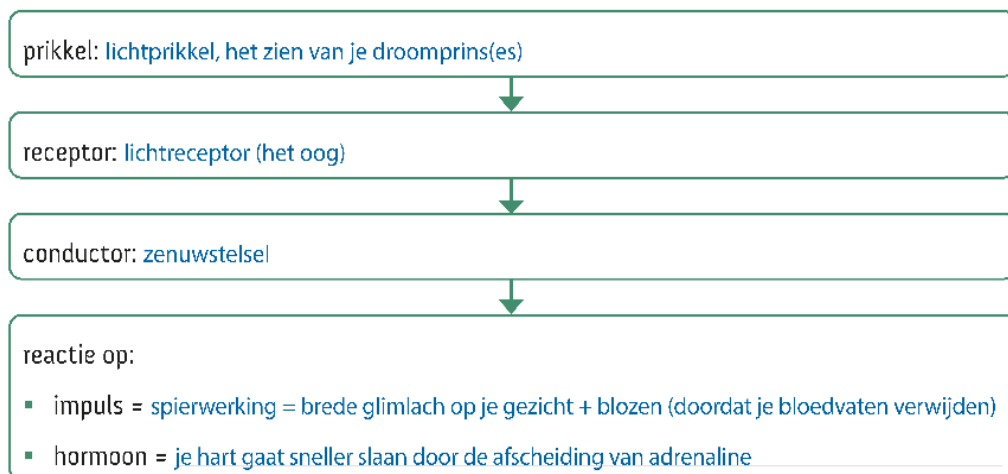 prikkel: lichtprikkel, het zien van je droomprins(es)
receptor: lichtreceptor (het oog)
conductor: zenuwstelsel
reactie op:
▪ impuls = spierwerking = brede glimlach op je gezicht + blozen (doordat je bloedvaten verwijden)
▪ hormoon = je hart gaat sneller slaan door de afscheiding van adrenaline